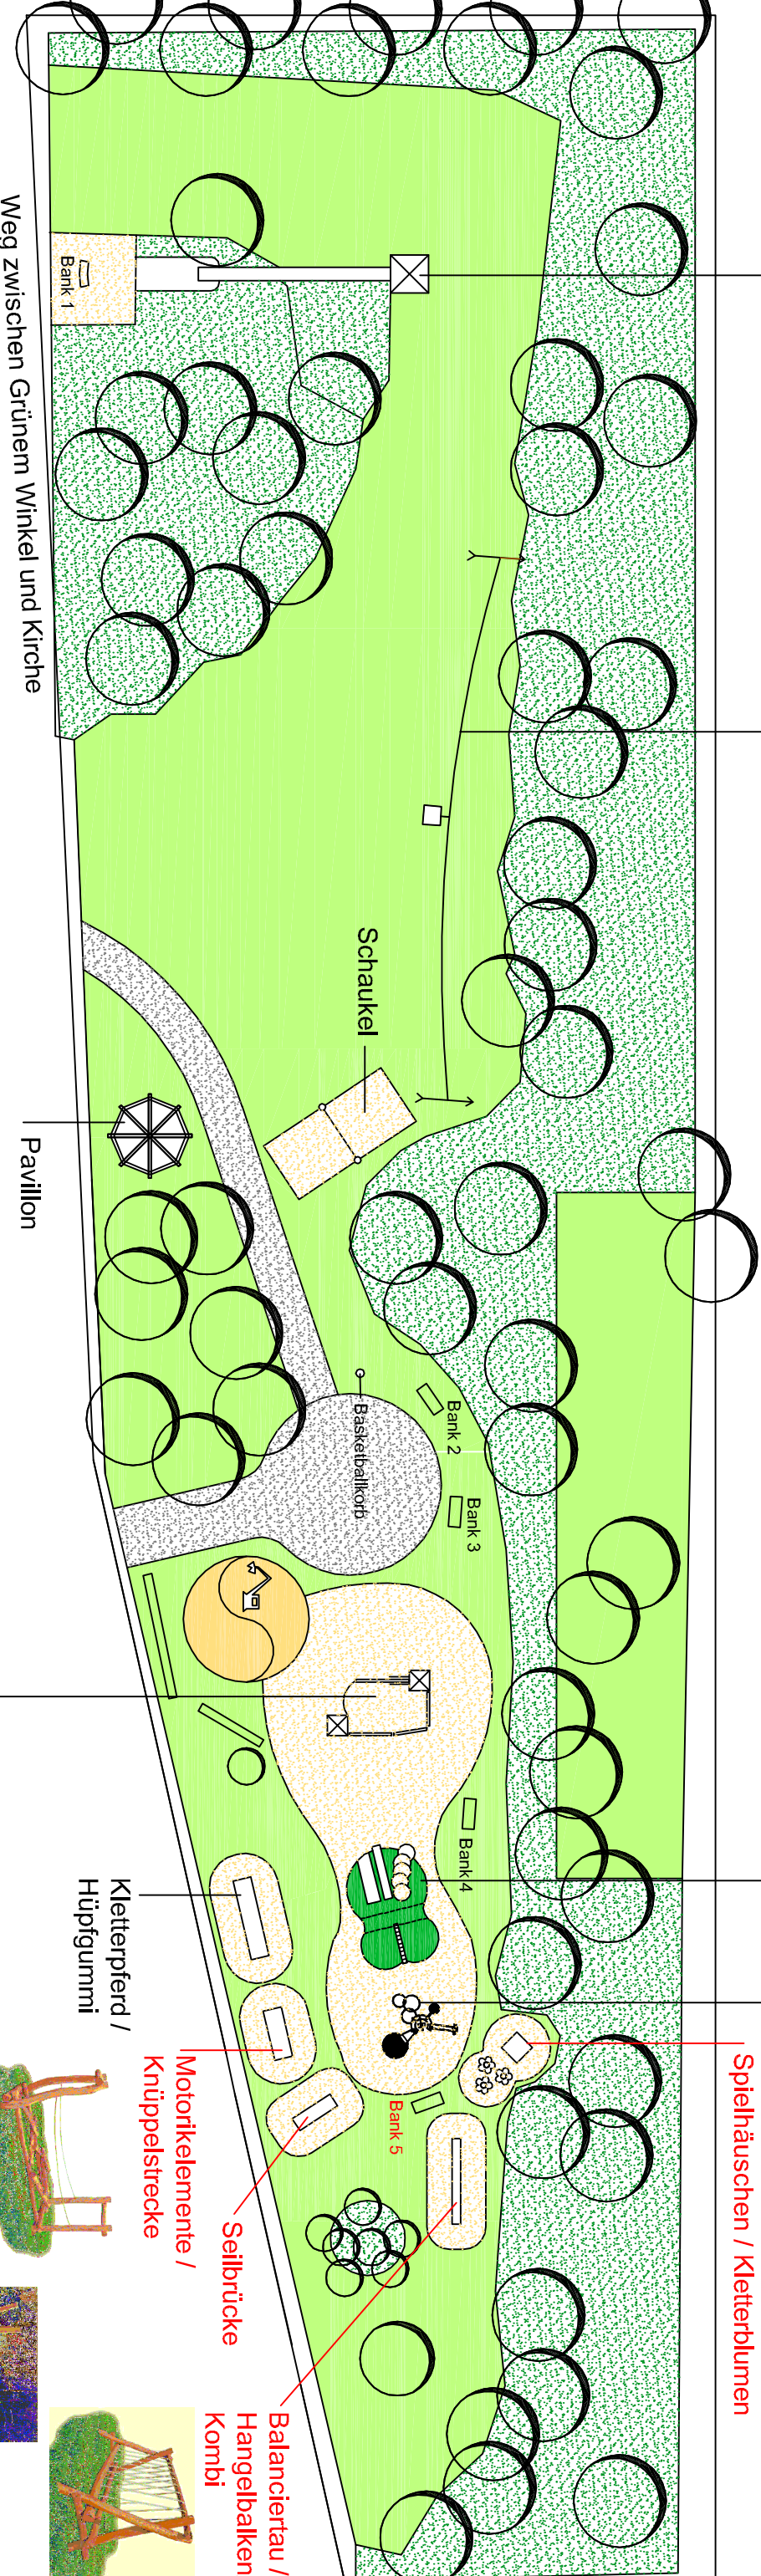 Bank 1
Weg zwischen Grünem Winkel und Kirche
Schaukel
Pavillon
Bank 2
Basketballkorb
Bank 3
Bank 4
Kletterpferd /
Hüpfgummi
Spielhäuschen / Kletterblumen
Motorikelemente /
Knüppelstrecke
Bank 5
Seilbrücke
Balanciertau /
Hangelbalken
Kombi